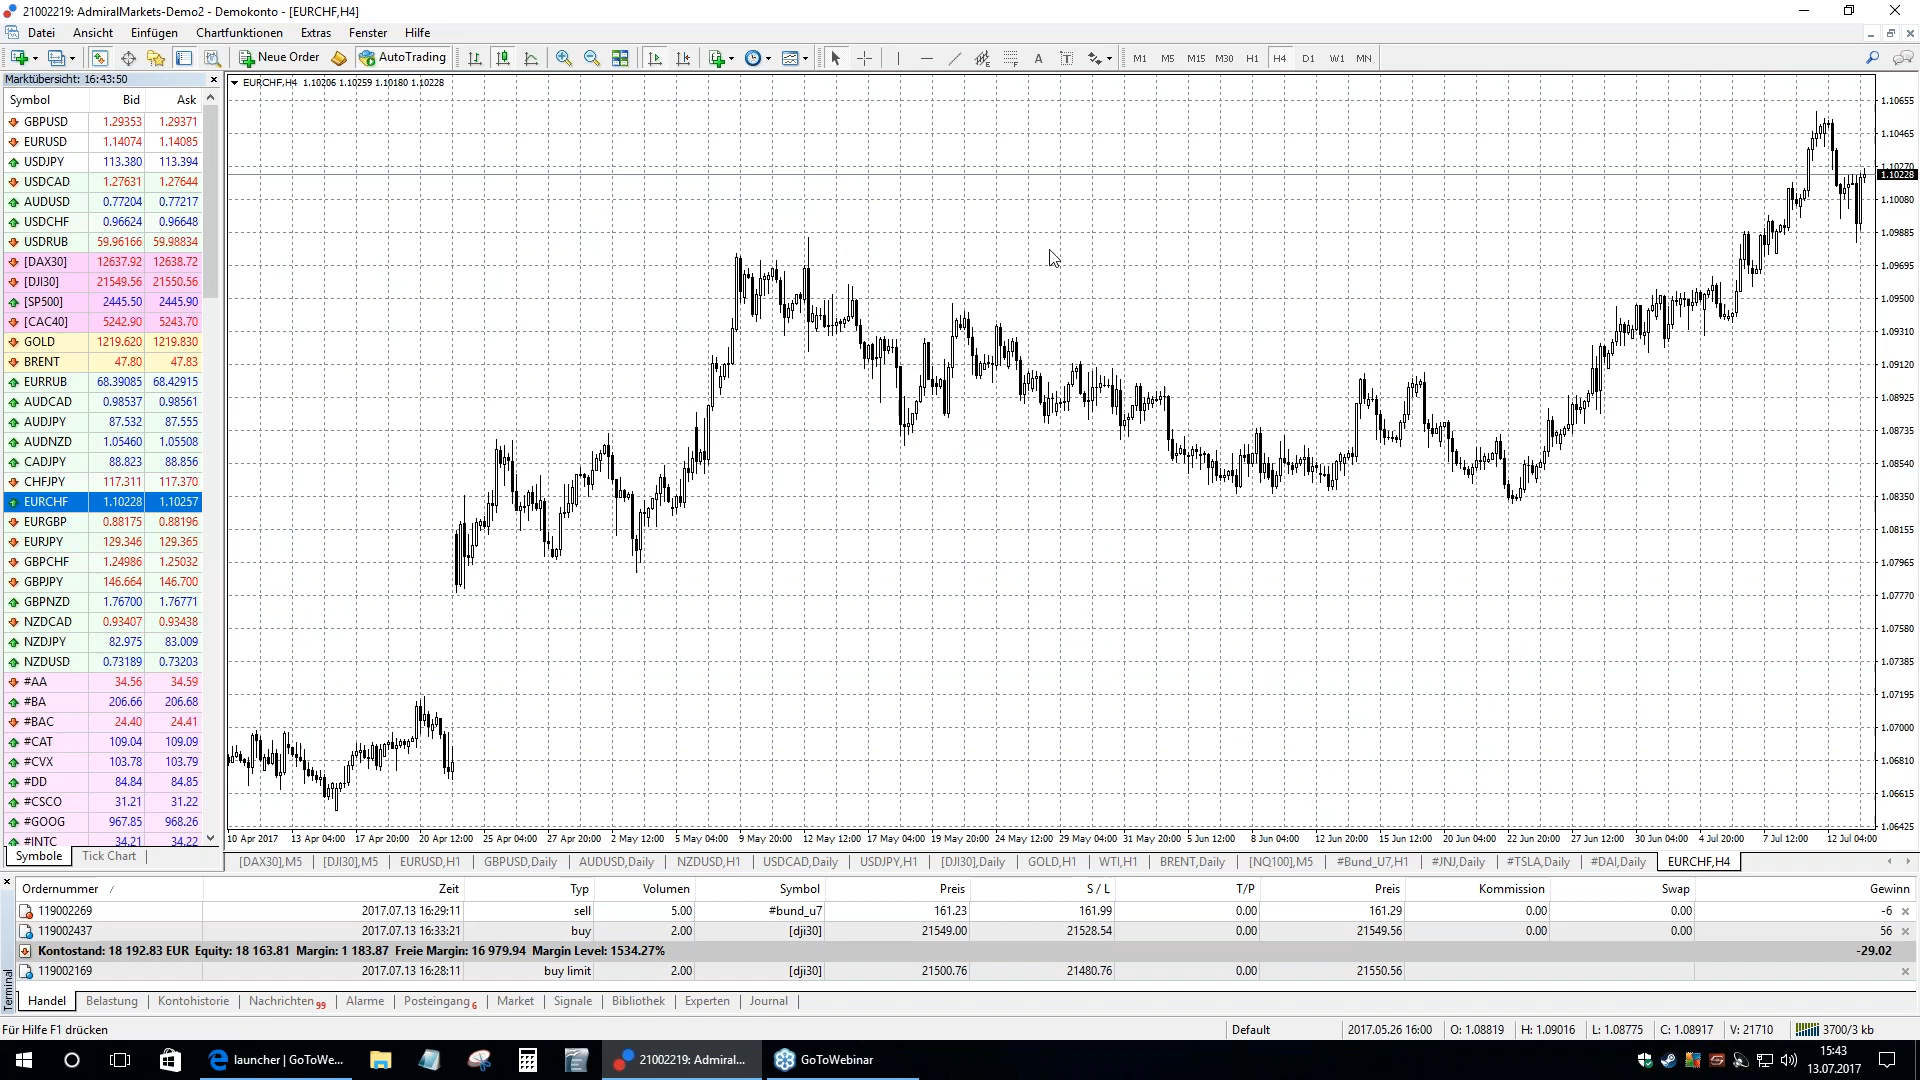 21002219: AdmiralMarkets-Demo2 - Demokonto - [EURCHF,H4]
Datei Ansicht Einfügen Chartfunktionen Extras Fenster Hilfe
Neue Order AutoTrading A T M1 M5 M15 M30 H1 H4 D1 W1 MN
Marktübersicht: 16:43:50
Symbol Bid Ask
GBPUSD 1.29353 1.29371
EURUSD 1.14074 1.14085
USDJPY 113.380 113.394
USDCAD 1.27631 1.27644
AUDUSD 0.77204 0.77217
USDCHF 0.96624 0.96648
USDRUB 59.96166 59.98834
[DAX30] 12637.92 12638.72
[DJI30] 21549.56 21550.56
[SP500] 2445.50 2445.90
[CAC40] 5242.90 5243.70
GOLD 1219.620 1219.830
BRENT 47.80 47.83
EURRUB 68.39085 68.42915
AUDCAD 0.98537 0.98561
AUDJPY 87.532 87.555
AUDNZD 1.05460 1.05508
CADJPY 88.823 88.856
CHFJPY 117.311 117.370
EURCHF 1.10228 1.10257
EURGBP 0.88175 0.88196
EURJPY 129.346 129.365
GBPCHF 1.24986 1.25032
GBPJPY 146.664 146.700
GBPNZD 1.76700 1.76771
NZDCAD 0.93407 0.93438
NZDJPY 82.975 83.009
NZDUSD 0.73189 0.73203
#AA 34.56 34.59
#BA 206.66 206.68
#BAC 24.40 24.41
#CAT 109.04 109.09
#CVX 103.78 103.79
#DD 84.84 84.85
#CSCO 31.21 31.22
#GOOG 967.85 968.26
#INTC 34.21 34.22
Symbole Tick Chart
EURCHF,H4 1.10206 1.10259 1.10180 1.10228
1.10655
1.10465
1.10270
1.10228
1.10080
1.09885
1.09695
1.09500
1.09310
1.09120
1.08925
1.08735
1.08540
1.08350
1.08155
1.07965
1.07770
1.07580
1.07385
1.07195
1.07000
1.06810
1.06615
1.06425
10 Apr 2017 13 Apr 04:00 17 Apr 20:00 20 Apr 12:00 25 Apr 04:00 27 Apr 20:00 2 May 12:00 5 May 04:00 9 May 20:00 12 May 12:00 17 May 04:00 19 May 20:00 24 May 12:00 29 May 04:00 31 May 20:00 5 Jun 12:00 8 Jun 04:00 12 Jun 20:00 15 Jun 12:00 20 Jun 04:00 22 Jun 20:00 27 Jun 12:00 30 Jun 04:00 4 Jul 20:00 7 Jul 12:00 12 Jul 04:00
[DAX30],M5 [DJI30],M5 EURUSD,H1 GBPUSD,Daily AUDUSD,Daily NZDUSD,H1 USDCAD,Daily USDJPY,H1 [DJI30],Daily GOLD,H1 WTI,H1 BRENT,Daily [NQ100],M5 #Bund_U7,H1 #JNJ,Daily #TSLA,Daily #DAI,Daily EURCHF,H4
Ordernummer / Zeit Typ Volumen Symbol Preis S / L T/P Preis Kommission Swap Gewinn
119002269 2017.07.13 16:29:11 sell 5.00 #bund_u7 161.23 161.99 0.00 161.29 0.00 0.00 -6
119002437 2017.07.13 16:33:21 buy 2.00 [dji30] 21549.00 21528.54 0.00 21549.56 0.00 0.00 56
Kontostand: 18 192.83 EUR Equity: 18 163.81 Margin: 1 183.87 Freie Margin: 16 979.94 Margin Level: 1534.27% -29.02
119002169 2017.07.13 16:28:11 buy limit 2.00 [dji30] 21500.76 21480.76 0.00 21550.56
Terminal
Handel Belastung Kontohistorie Nachrichten 99 Alarme Posteingang 6 Market Signale Bibliothek Experten Journal
Für Hilfe F1 drücken Default 2017.05.26 16:00 O: 1.08819 H: 1.09016 L: 1.08775 C: 1.08917 V: 21710 3700/3 kb
launcher | GoToWe... 21002219: Admiral... GoToWebinar 15:43
13.07.2017